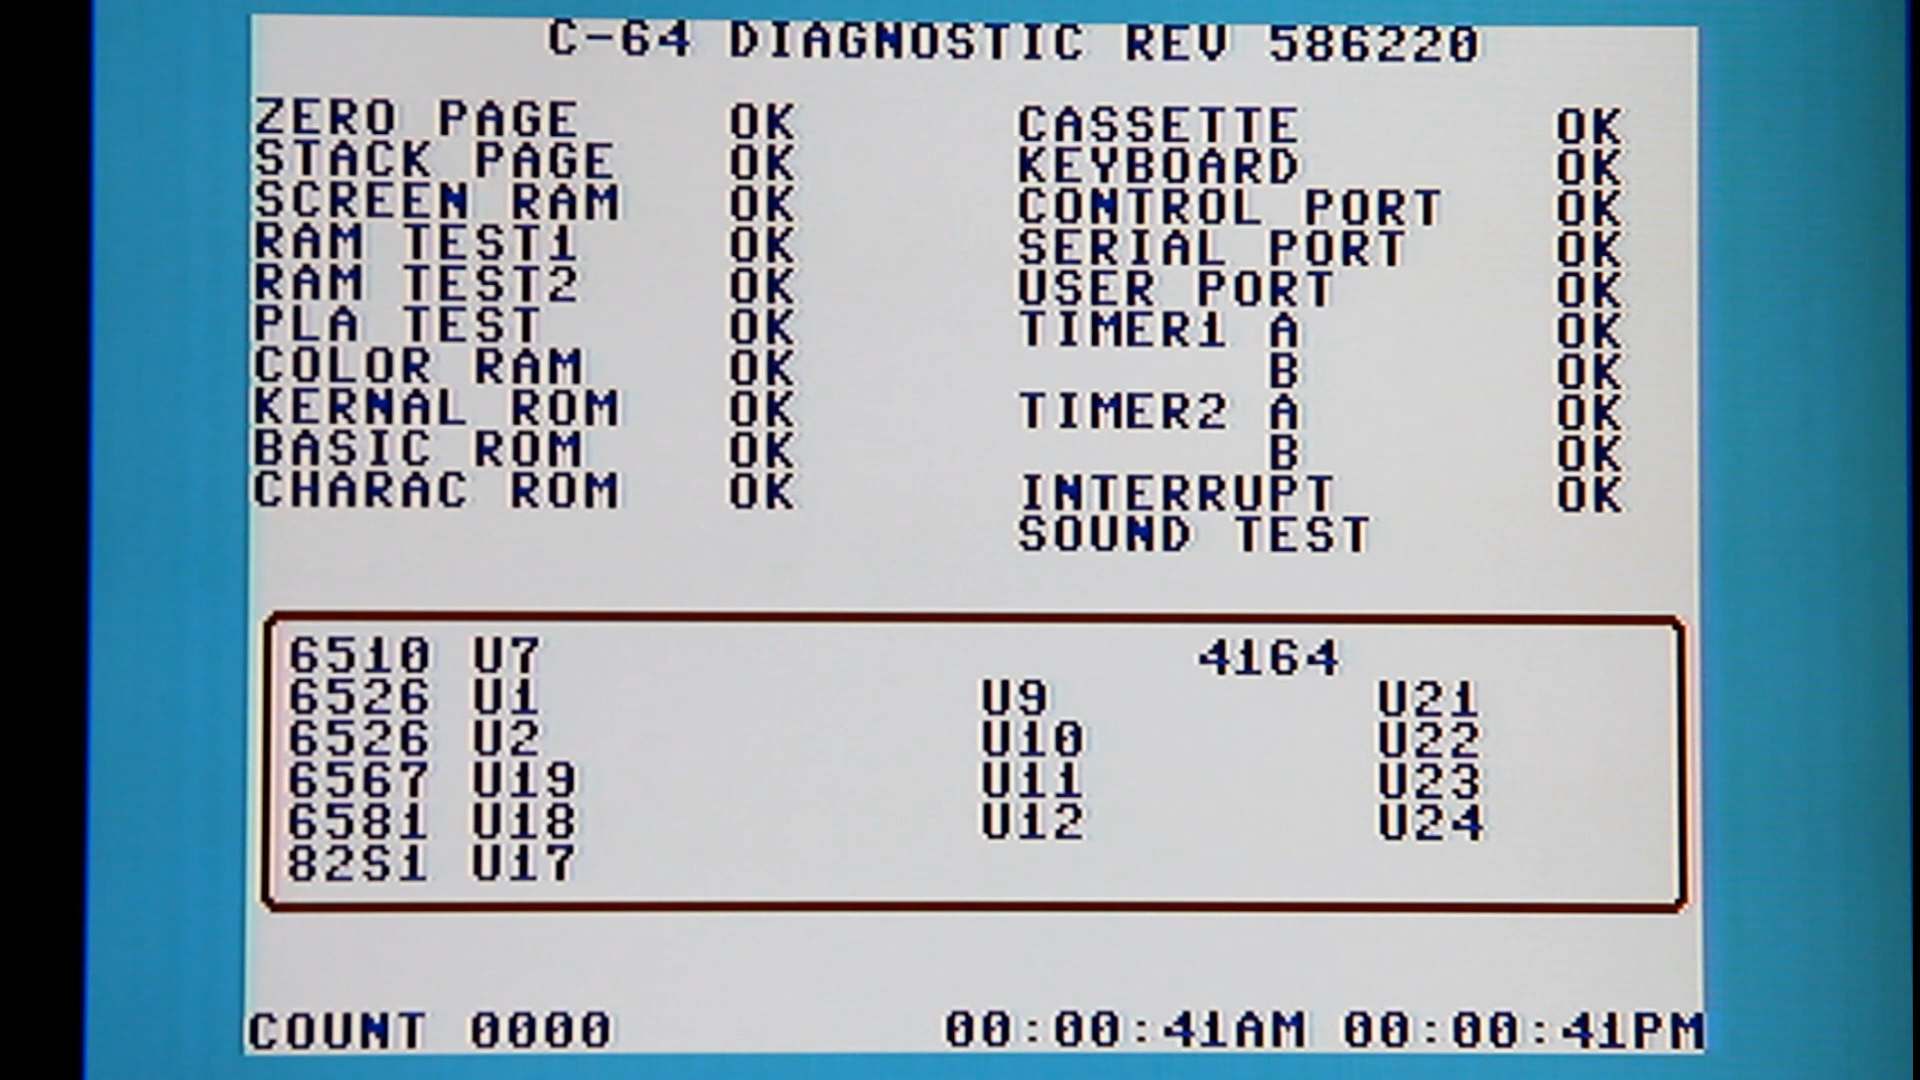 C-64 DIAGNOSTIC REV 586220
ZERO PAGE OK CASSETTE OK
STACK PAGE OK KEYBOARD OK
SCREEN RAM OK CONTROL PORT OK
RAM TEST1 OK SERIAL PORT OK
RAM TEST2 OK USER PORT OK
PLA TEST OK TIMER1 A OK
COLOR RAM OK B OK
KERNAL ROM OK TIMER2 A OK
BASIC ROM OK B OK
CHARAC ROM OK INTERRUPT OK
SOUND TEST
6510 U7 4164
6526 U1 U9 U21
6526 U2 U10 U22
6567 U19 U11 U23
6581 U18 U12 U24
82S1 U17
COUNT 0000 00:00:41AM 00:00:41PM